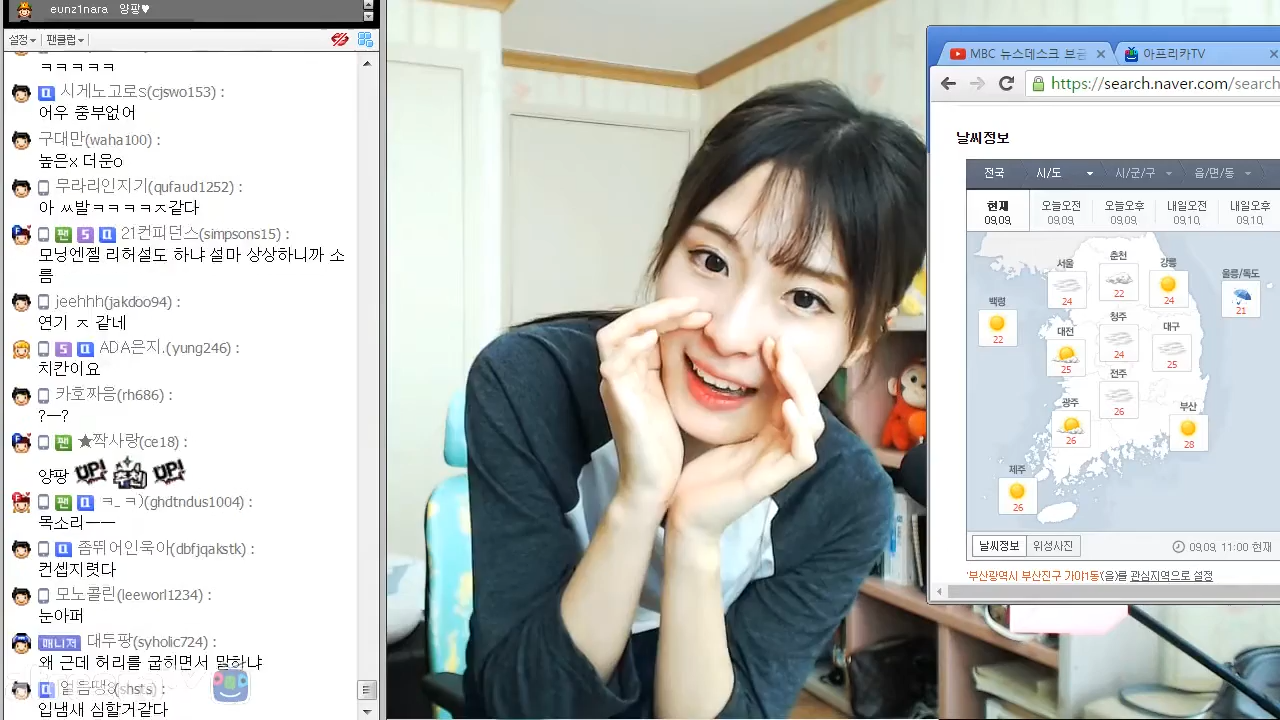 eunz1nara 양팡♥
설정 팬클럽
ㅋㅋㅋㅋㅋ
시게노고로S(cjswo153) :
어우 중부없어
구대만(waha100) :
높은x 더운o
무라리인지기(qufaud1252) :
아 ㅆ발ㅋㅋㅋㅋㅈ같다
팬 S 21컨피던스(simpsons15) :
모닝엔젤 리허설도 하냐 설마 상상하니까 소
름
jeehhh(jakdoo94) :
연기 ㅈ 같네
S ADA은지.(yung246) :
치칸이요
카호짜음(rh686) :
?ㅡ?
팬 ★짝사랑(ce18) :
양팡 UP! UP!
팬 ㅋ_ㅋ)(ghdtndus1004) :
목소리ㅡㅡ
좀뛰어인욱아(dbfjqakstk) :
컨셉지렷다
모노콜린(leeworl1234) :
눈아퍼
매니저 대두팡(syholic724) :
왜 근데 허리를 굽히면서 말하냐
(shsts) :
입냄새 심할거같다
MBC 뉴스데스크 모음
아프리카TV
https://search.naver.com/search
날씨정보
전국 시/도 시/군/구 읍/면/동
현재 오늘오전 오늘오후 내일오전 내일오후
09.09. 09.09. 09.09. 09.10. 09.10.
서울
24
춘천
22
강릉
24
울릉/독도
21
백령
22
대전
25
청주
24
대구
25
전주
26
광주
26
부산
28
제주
26
날씨정보 위성사진 09.09. 11:00 현재
'부산광역시 부산진구 가야1동'(을)를 관심지역으로 설정